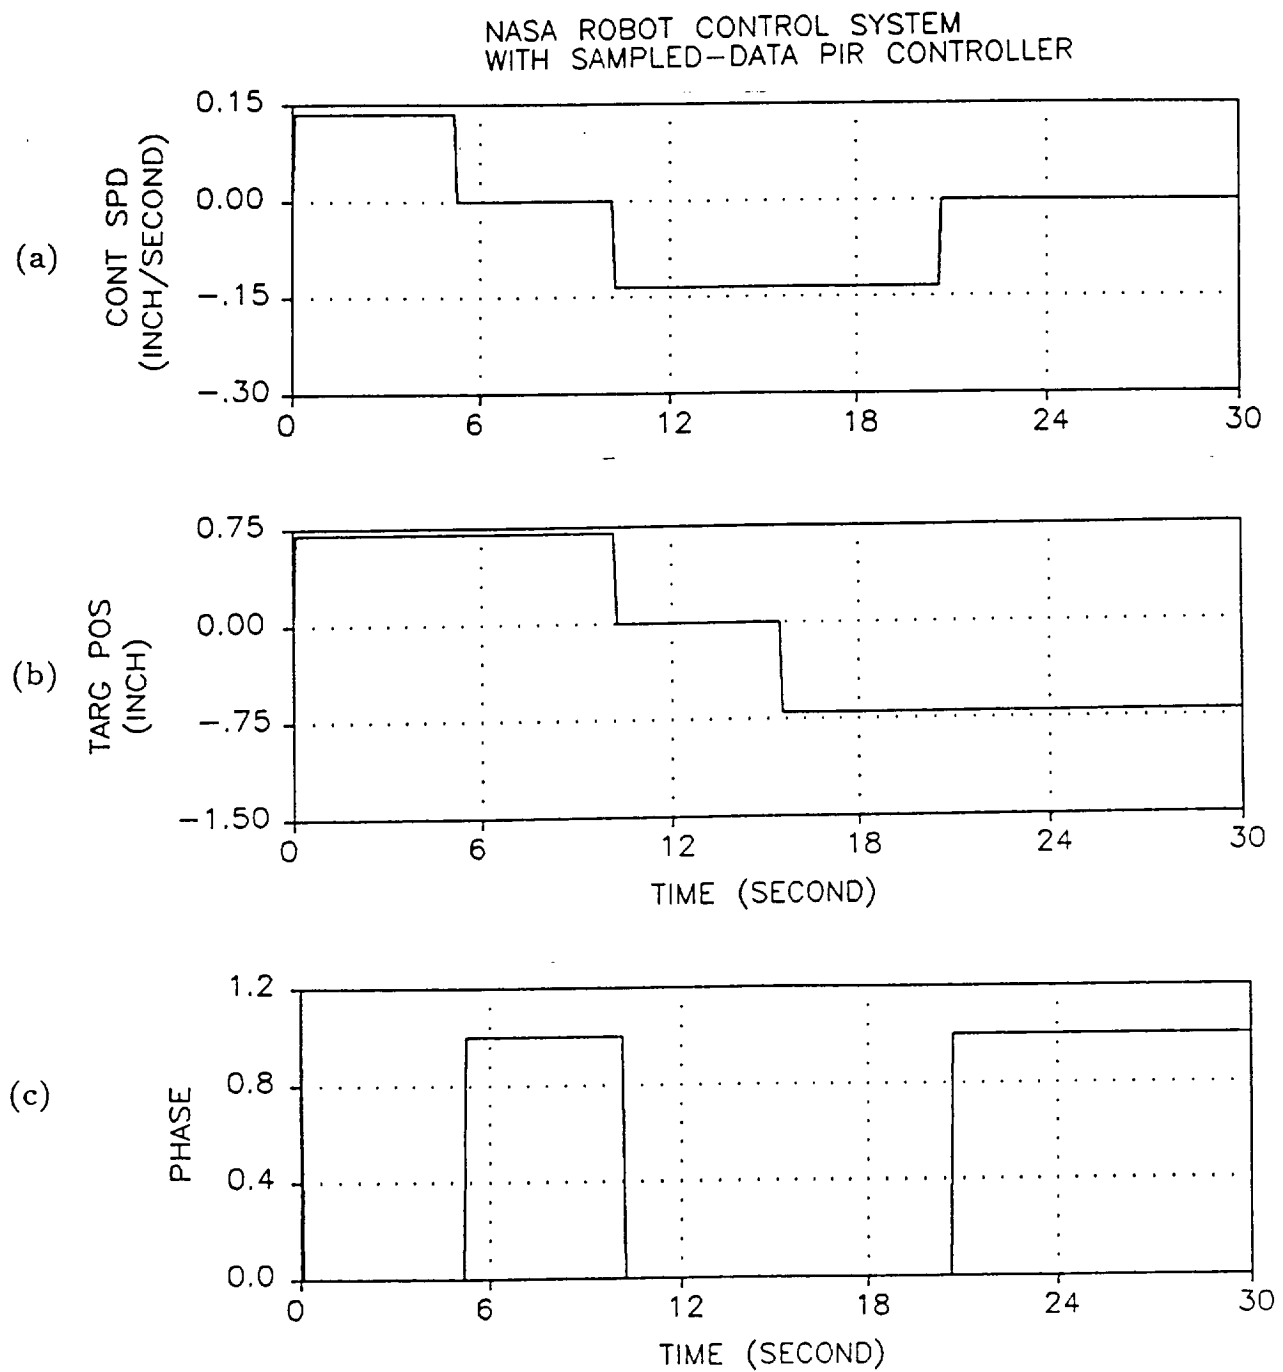 NASA ROBOT CONTROL SYSTEM
WITH SAMPLED-DATA PIR CONTROLLER
(a)
CONT SPD
(INCH/SECOND)
0.15
0.00
-.15
-.30
0 6 12 18 24 30
(b)
TARG POS
(INCH)
0.75
0.00
-.75
-1.50
0 6 12 18 24 30
TIME (SECOND)
(c)
PHASE
1.2
0.8
0.4
0.0
0 6 12 18 24 30
TIME (SECOND)